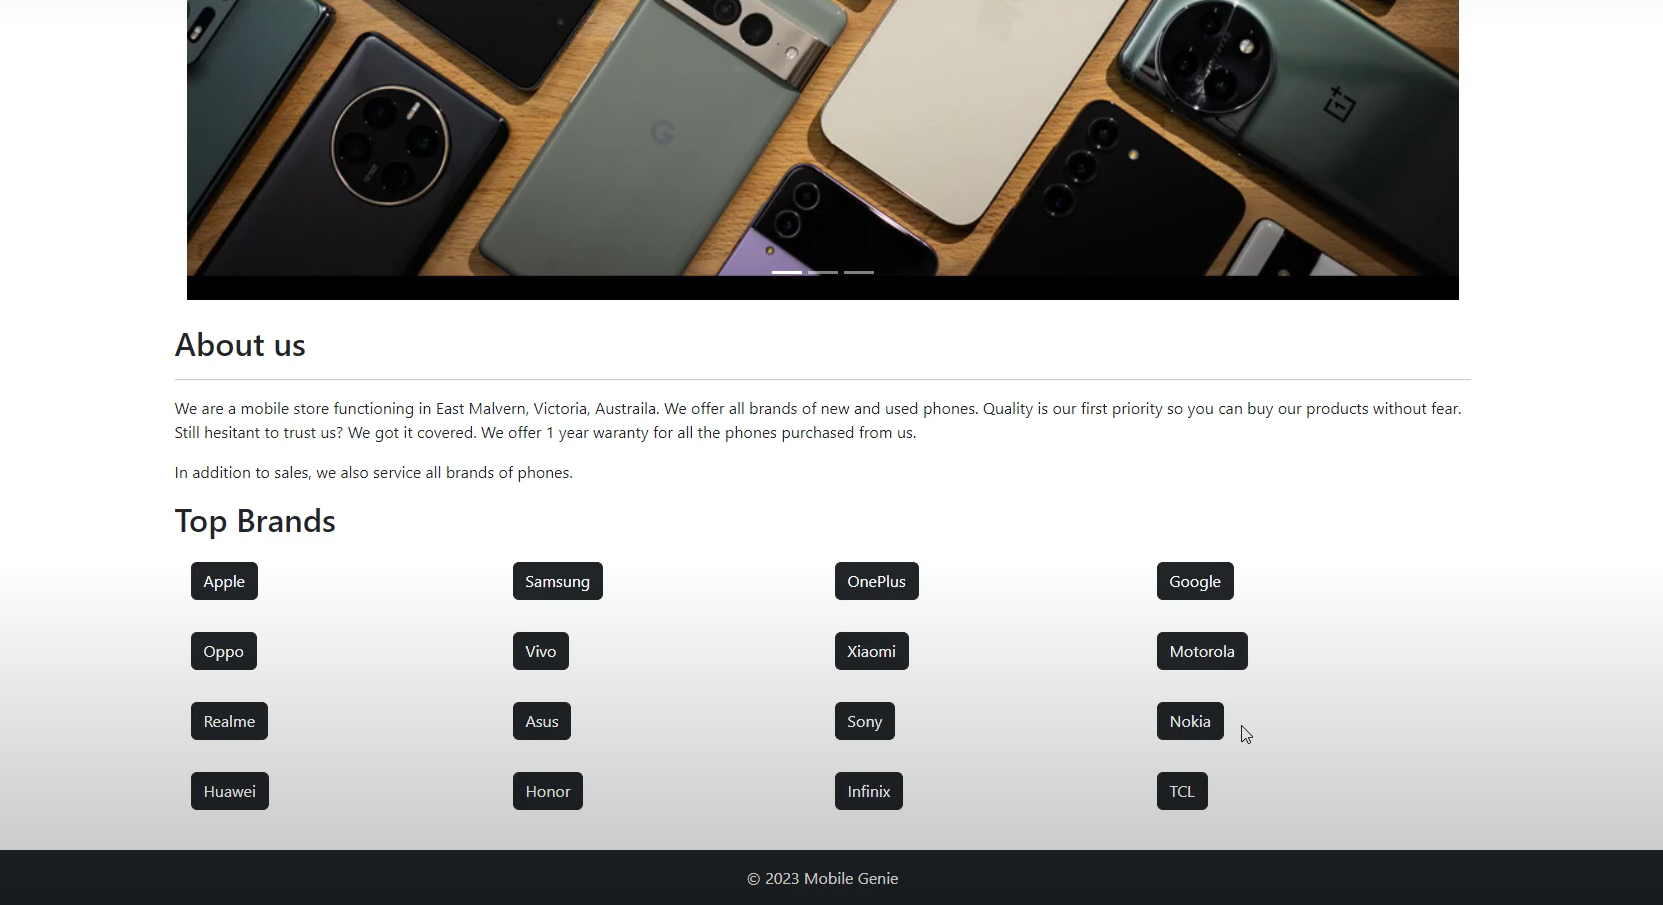 About us
We are a mobile store functioning in East Malvern, Victoria, Austraila. We offer all brands of new and used phones. Quality is our first priority so you can buy our products without fear.
Still hesitant to trust us? We got it covered. We offer 1 year waranty for all the phones purchased from us.
In addition to sales, we also service all brands of phones.
Top Brands
Apple Samsung OnePlus Google
Oppo Vivo Xiaomi Motorola
Realme Asus Sony Nokia
Huawei Honor Infinix TCL
© 2023 Mobile Genie